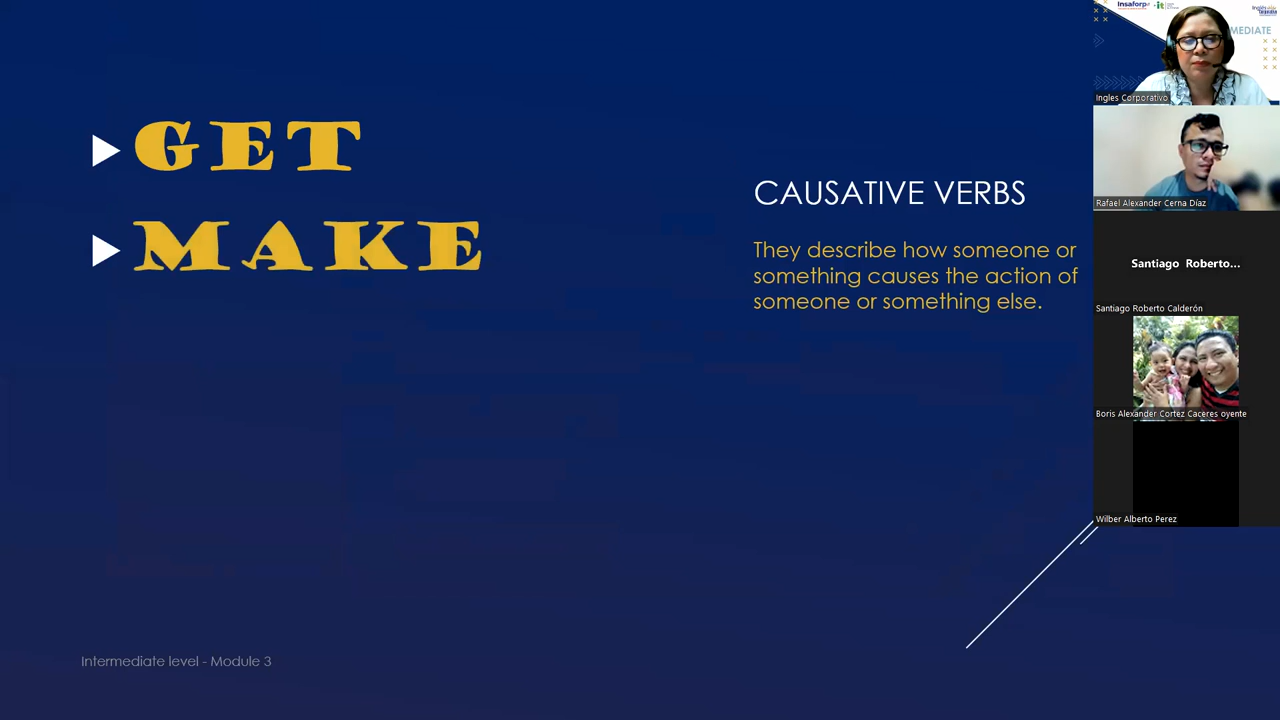 GET
MAKE
CAUSATIVE VERBS
They describe how someone or
something causes the action of
someone or something else.
Intermediate level - Module 3
Insaforp
MEDIATE
Ingles Corporativo
Rafael Alexander Cerna Díaz
Santiago Roberto...
Santiago Roberto Calderón
Boris Alexander Cortez Caceres oyente
Wilber Alberto Perez